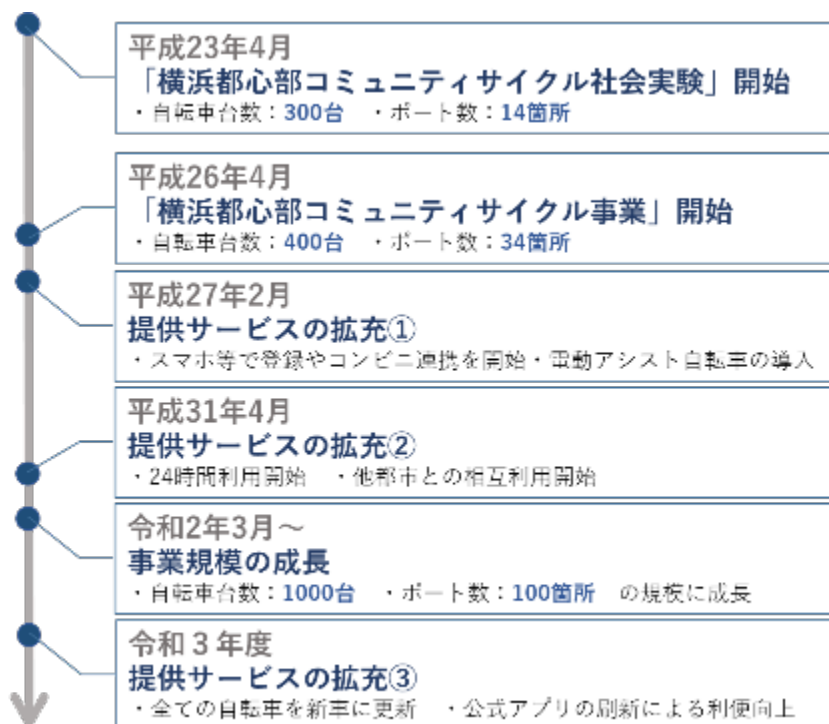 平成23年4月
「横浜都心部コミュニティサイクル社会実験」開始
・自転車台数：300台　・ポート数：14箇所
平成26年4月
「横浜都心部コミュニティサイクル事業」開始
・自転車台数：400台　・ポート数：34箇所
平成27年2月
提供サービスの拡充①
・スマホ等で登録やコンビニ連携を開始・電動アシスト自転車の導入
平成31年4月
提供サービスの拡充②
・24時間利用開始　・他都市との相互利用開始
令和2年3月～
事業規模の成長
・自転車台数：1000台　・ポート数：100箇所　の規模に成長
令和３年度
提供サービスの拡充③
・全ての自転車を新車に更新　・公式アプリの刷新による利便向上